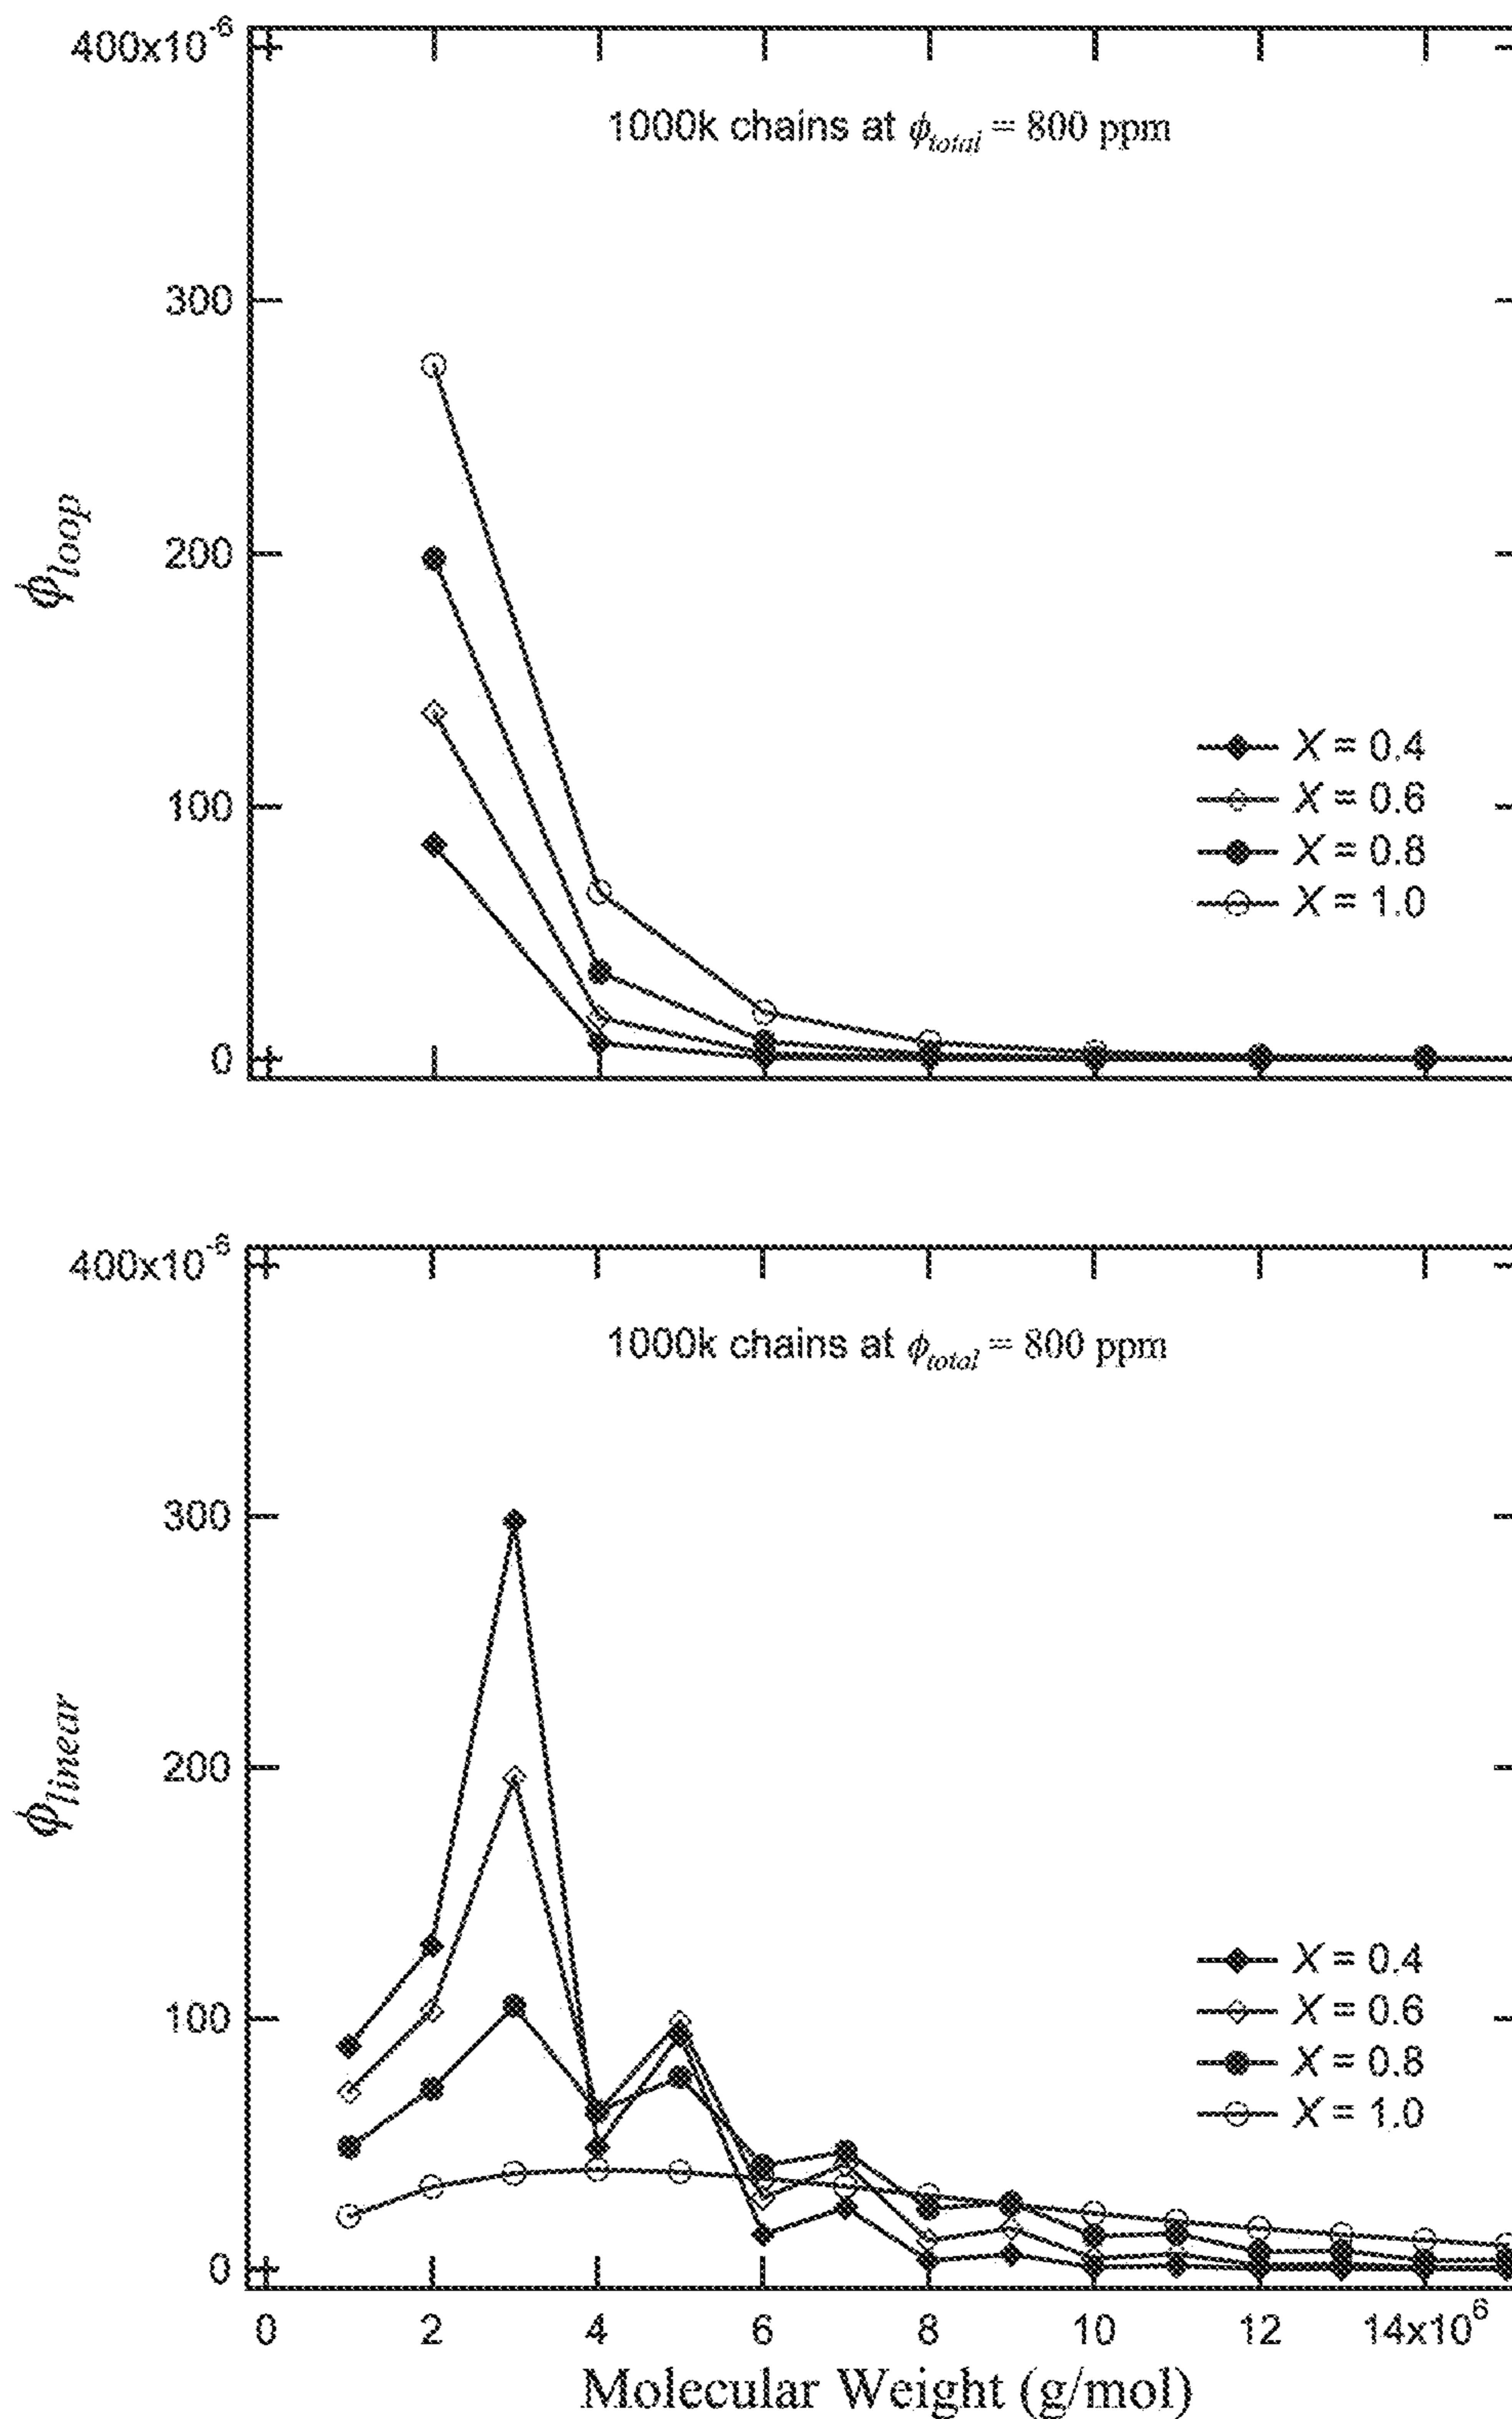 400x10⁻⁶
1000k chains at ϕtotal = 800 ppm
300
ϕloop
200
100
0
X = 0.4
X = 0.6
X = 0.8
X = 1.0
400x10⁻⁶
1000k chains at ϕtotal = 800 ppm
300
ϕlinear
200
100
0
X = 0.4
X = 0.6
X = 0.8
X = 1.0
0 2 4 6 8 10 12 14x10⁶
Molecular Weight (g/mol)